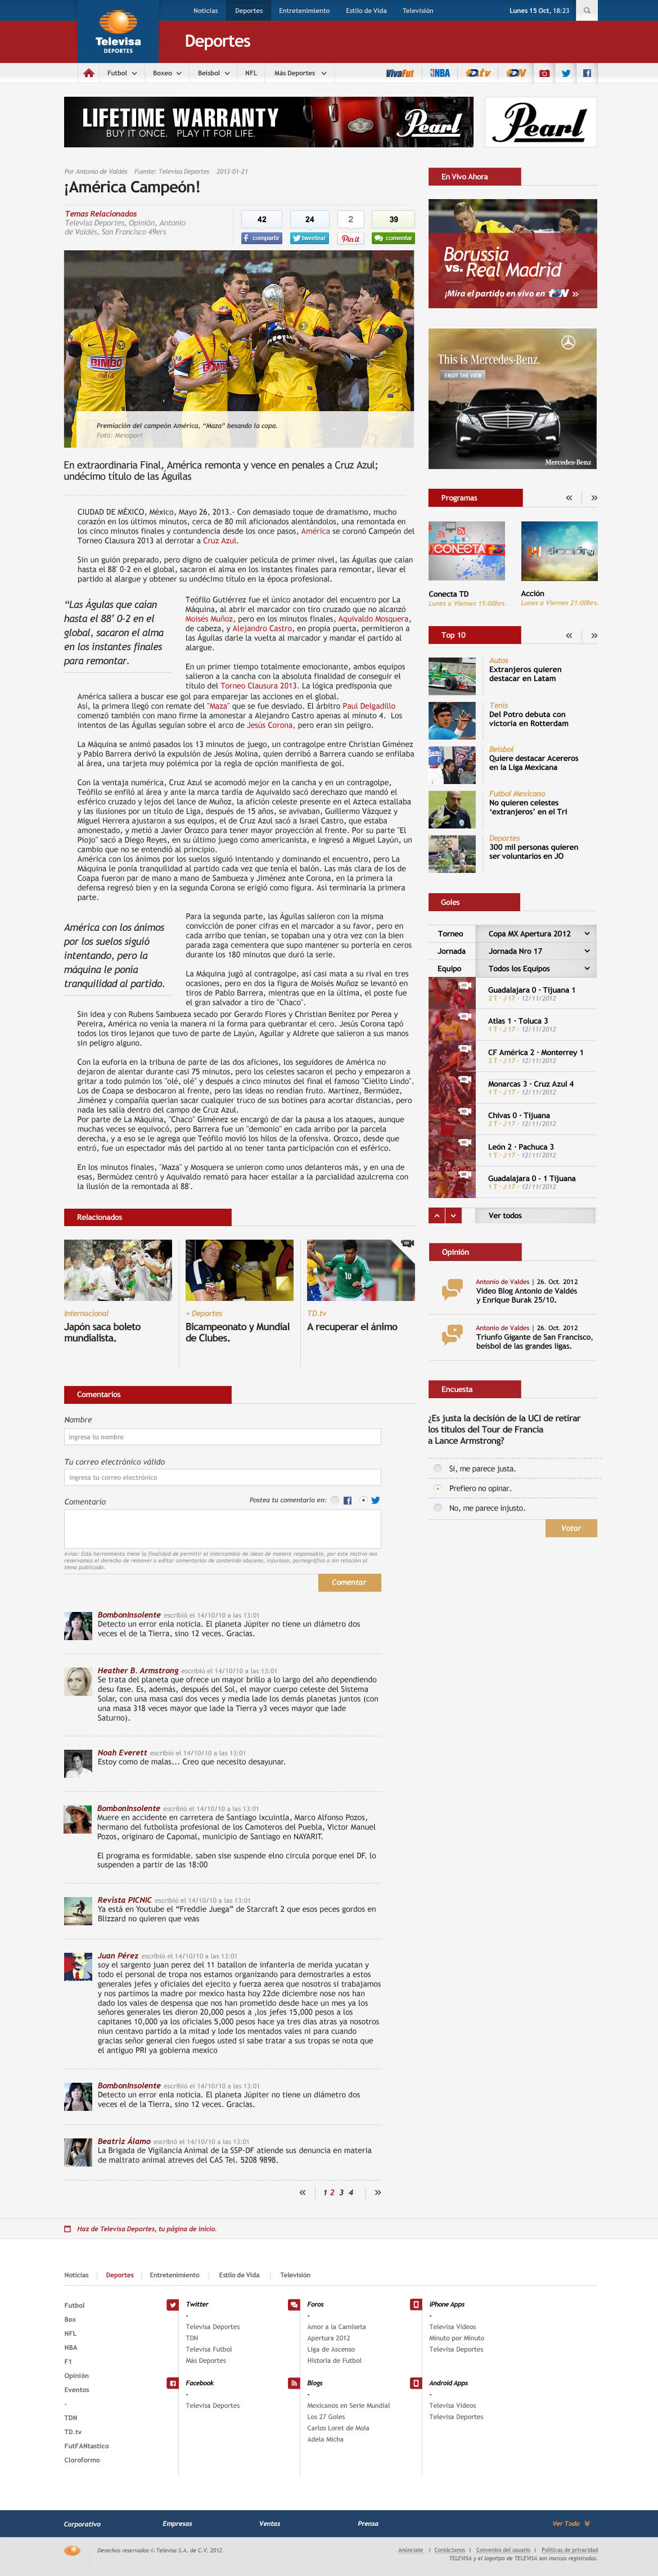 Noticias Deportes Entretenimiento Estilo de Vida Televisión
Lunes 15 Oct, 18:23
Televisa
DEPORTES
Deportes
Futbol Boxeo Beisbol NFL Más Deportes
VivaFut NBA TD.tv
LIFETIME WARRANTY
BUY IT ONCE. PLAY IT FOR LIFE.
Pearl
Pearl
Por Antonio de Valdés Fuente: Televisa Deportes 2013-01-21
¡América Campeón!
Temas Relacionados
Televisa Deportes, Opinión, Antonio
de Valdés, San Francisco 49ers
42 24 2 39
compartir twittear Pin it comentar
BIMBO
Premiación del campeón América, “Maza” besando la copa.
Foto: Mexsport
En extraordinaria Final, América remonta y vence en penales a Cruz Azul;
undécimo título de las Águilas
CIUDAD DE MÉXICO, México, Mayo 26, 2013.- Con demasiado toque de dramatismo, mucho
corazón en los últimos minutos, cerca de 80 mil aficionados anotándolas, una remontada en
los cinco minutos finales y contundencia desde los once pasos, América se coronó Campeón del
Torneo Clausura 2013 al derrotar a Cruz Azul.
Sin un guión preparado, pero digno de cualquier película de primer nivel, las Águilas que caían
hasta el 88’ 0-2 en el global, sacaron el alma en los instantes finales para remontar, llevar el
partido al alargue y obtener su undécimo título en la época profesional.
“Las Águlas que caían
hasta el 88’ 0-2 en el
global, sacaron el alma
en los instantes finales
para remontar.
Teófilo Gutiérrez fue el único anotador del encuentro por La
Máquina, al abrir el marcador con un tiro cruzado que no alcanzó
Moisés Muñoz, pero en los minutos finales, Aquivaldo Mosquera,
de cabeza, y Alejandro Castro, en propia puerta, permitieron a
las Águilas darle la vuelta al marcador y mandar el partido al
alargue.
En un primer tiempo totalmente emocionante, ambos equipos
salieron a la cancha con la absoluta finalidad de conseguir el
título del Torneo Clausura 2013. La lógica predisponía que
América saliera a buscar ese gol para emparejar las acciones en el global.
Así, la primera llegó con un remate del "Maza" que se fue desviado. El árbitro Paul Delgadillo
comenzó también con mano firme la amonestar a Alejandro Castro apenas al minuto 4. Los
intentos de las Águilas seguían sobre el arco de Jesús Corona, pero eran sin peligro.
La Máquina se animó pasados los 13 minutos de juego, un contragolpe entre Christian Giménez
y Pablo Barrera derivó la expulsión de Jesús Molina, quien derribó a Barrera cuando se enfilaba
al área, una tarjeta muy polémica por la regla de opción manifiesta de gol.
Con la ventaja numérica, Cruz Azul se acomodó mejor en la cancha y en un contragolpe,
Teófilo se enfiló al área y ante la marca tardía de Aquivaldo sacó derechazo que mandó el
esférico cruzado y lejos del lance de Muñoz, la afición celeste presente en el Azteca estallaba
y las ilusiones por un título de Liga, después de 15 años, se avivaban, Guillermo Vázquez y
Miguel Herrera ajustaron a sus equipos, el de Cruz Azul sacó a Israel Castro, que estaba
amonestado, y metió a Javier Orozco para tener mayor proyección al frente. Por su parte "El
Piojo" sacó a Diego Reyes, en su último juego como americanista, e ingresó a Miguel Layún, un
cambio que no se entendió al principio.
América con los ánimos por los suelos siguió intentando y dominando el encuentro, pero La
Máquina le ponía tranquilidad al partido cada vez que tenía el balón. Las más clara de los de
Coapa fueron par de mano a mano de Sambueza y Jiménez ante Corona, en la primera la
defensa regresó bien y en la segunda Corona se erigió como figura. Así terminaría la primera
parte.
América con los ánimos
por los suelos siguió
intentando, pero la
máquina le ponía
tranquilidad al partido.
Para la segunda parte, las Águilas salieron con la misma
convicción de poner cifras de emparejar el marcador a su favor, pero en
cada arribo que tenían, se topaban una y otra vez con la bien
parada zaga cementera que quería mantener su portería en ceros
durante los 180 minutos que duró la serie.
La Máquina jugó al contragolpe, así casi mata a su rival en tres
ocasiones, pero en dos de ellas Moisés Muñoz se levantó en
tiros de Pablo Barrera, mientras que en la última, el poste fue
el gran salvador al tiro de "Chaco".
Sin idea y con Rubens Sambueza secado por Gerardo Flores y Christian Benítez por Perea y
Pereira, América no venía la manera ni la forma para quebrantar el cero. Jesús Corona tapó
todos los tiros lejanos que tuvo de parte de Layún, Aguilar y Aldrete que salieron a sus manos
sin peligro alguno.
Con la euforia en la tribuna de parte de las dos aficiones, los seguidores de América no
dejaron de alentar durante casi 75 minutos, pero los celestes no se cayeron y empezaron a
gritar a todo pulmón los "olé, olé" y después a cinco minutos del final el famoso "Cielito Lindo".
Los de Coapa se desbocaron al frente, pero las ideas no rindieron fruto. Martínez, Bermúdez,
Jiménez y compañía querían sacar cualquier truco de sus botines para acortar distancias, pero
nada les salía dentro del campo de Cruz Azul.
Por parte de La Máquina, "Chaco" Giménez se encargó de dar la pausa a los ataques, aunque
muchas veces se equivocó, pero Barrera fue un "demonio" en cada arribo por la parcela
derecha, y a eso se le agrega que Teófilo movió los hilos de la ofensiva. Orozco, desde que
entró, fue un espectador más del partido al no tener tanta participación con el esférico.
En los minutos finales, "Maza" y Mosquera se metieron como unos delanteros más, y en una de
esas, Bermúdez centró y Aquivaldo remató para hacer estallar a la parcialidad azulcrema con
la ilusión de la remontada al 88'.
Relacionados
Internacional
Japón saca boleto
mundialista.
+ Deportes
Bicampeonato y Mundial
de Clubes.
TD.tv
A recuperar el ánimo
Comentarios
Nombre
Ingresa tu nombre
Tu correo electrónico válido
Ingresa tu correo electrónico
Comentario
Postea tu comentario en:
Aviso: Esta herramienta tiene la finalidad de permitir el intercambio de ideas de manera responsable, por este motivo nos
reservamos el derecho de remover o editar comentarios de contenido obsceno, injurioso, pornográfico o sin relación al
tema publicado.
Comentar
BombonInsolente escribió el 14/10/10 a las 13:01
Detecto un error enla noticia. El planeta Júpiter no tiene un diámetro dos
veces el de la Tierra, sino 12 veces. Gracias.
Heather B. Armstrong escribió el 14/10/10 a las 13:01
Se trata del planeta que ofrece un mayor brillo a lo largo del año dependiendo
desu fase. Es, además, después del Sol, el mayor cuerpo celeste del Sistema
Solar, con una masa casi dos veces y media lade los demás planetas juntos (con
una masa 318 veces mayor que lade la Tierra y3 veces mayor que lade
Saturno).
Noah Everett escribió el 14/10/10 a las 13:01
Estoy como de malas... Creo que necesito desayunar.
BombonInsolente escribió el 14/10/10 a las 13:01
Muere en accidente en carretera de Santiago Ixcuintla, Marco Alfonso Pozos,
hermano del futbolista profesional de los Camoteros del Puebla, Victor Manuel
Pozos, originaro de Capomal, municipio de Santiago en NAYARIT.
El programa es formidable. saben sise suspende elno circula porque enel DF. lo
suspenden a partir de las 18:00
Revista PICNIC escribió el 14/10/10 a las 13:01
Ya está en Youtube el “Freddie Juega” de Starcraft 2 que esos peces gordos en
Blizzard no quieren que veas
Juan Pérez escribió el 14/10/10 a las 13:01
soy el sargento juan perez del 11 batallon de infanteria de merida yucatan y
todo el personal de tropa nos estamos organizando para demostrarles a estos
generales jefes y oficiales del ejecito y fuerza aerea que nosotros si trabajamos
y nos partimos la madre por mexico hasta hoy 22de diciembre nose nos han
dado los vales de despensa que nos han prometido desde hace un mes ya los
señores generales les dieron 20,000 pesos a ,los jefes 15,000 pesos a los
capitanes 10,000 ya los oficiales 5,000 pesos hace ya tres dias atras ya nosotros
niun centavo partido a la mitad y lode los mentados vales ni para cuando
gracias señor general cien fuegos usted si sabe tratar a sus tropas se nota que
el antiguo PRI ya gobierna mexico
BombonInsolente escribió el 14/10/10 a las 13:01
Detecto un error enla noticia. El planeta Júpiter no tiene un diámetro dos
veces el de la Tierra, sino 12 veces. Gracias.
Beatriz Álamo escribió el 14/10/10 a las 13:01
La Brigada de Vigilancia Animal de la SSP-DF atiende sus denuncia en materia
de maltrato animal atreves del CAS Tel. 5208 9898.
« 1 2 3 4 »
En Vivo Ahora
Borussia
vs. Real Madrid
¡Mira el partido en vivo en
This is Mercedes-Benz.
ENJOY THE VIEW
Mercedes-Benz
Programas
CONECTA
acción
Conecta TD
Lunes a Viernes 15:00hrs.
Acción
Lunes a Viernes 21:00hrs.
Top 10
Autos
Extranjeros quieren
destacar en Latam
Tenis
Del Potro debuta con
victoria en Rotterdam
Beisbol
Quiere destacar Acereros
en la Liga Mexicana
Futbol Mexicano
No quieren celestes
‘extranjeros’ en el Tri
Deportes
300 mil personas quieren
ser voluntarios en JO
Goles
Torneo Copa MX Apertura 2012
Jornada Jornada Nro 17
Equipo Todos los Equipos
Guadalajara 0 · Tijuana 1
2 T - J 17 - 12/11/2012
Atlas 1 · Toluca 3
1 T - J 17 - 12/11/2012
CF América 2 · Monterrey 1
2 T - J 17 - 12/11/2012
Monarcas 3 · Cruz Azul 4
1 T - J 17 - 12/11/2012
Chivas 0 · Tijuana
2 T - J 17 - 12/11/2012
León 2 · Pachuca 3
1 T - J 17 - 12/11/2012
Guadalajara 0 - 1 Tijuana
1 T - J 17 - 12/11/2012
Ver todos
Opinión
Antonio de Valdes | 26. Oct. 2012
Video Blog Antonio de Valdés
y Enrique Burak 25/10.
Antonio de Valdes | 26. Oct. 2012
Triunfo Gigante de San Francisco,
beisbol de las grandes ligas.
Encuesta
¿Es justa la decisión de la UCI de retirar
los títulos del Tour de Francia
a Lance Armstrong?
Si, me parece justa.
Prefiero no opinar.
No, me parece injusto.
Votar
Haz de Televisa Deportes, tu página de inicio.
Noticias Deportes Entretenimiento Estilo de Vida Televisión
Futbol
Box
NFL
NBA
F1
Opinión
Eventos
-
TDN
TD.tv
FutFANtastico
Cloroformo
Twitter
-
Televisa Deportes
TDN
Televisa Futbol
Más Deportes
Facebook
-
Televisa Deportes
Foros
-
Amor a la Camiseta
Apertura 2012
Liga de Ascenso
Historia de Futbol
Blogs
-
Mexicanos en Serie Mundial
Los 27 Goles
Carlos Loret de Mola
Adela Micha
iPhone Apps
-
Televisa Videos
Minuto por Minuto
Televisa Deportes
Android Apps
-
Televisa Videos
Televisa Deportes
Corporativo Empresas Ventas Prensa Ver Todo
Derechos reservados © Televisa S.A. de C.V. 2012.
Anúnciate | Contáctanos | Comentos del usuario | Políticas de privacidad
TELEVISA y el logotipo de TELEVISA son marcas registradas.